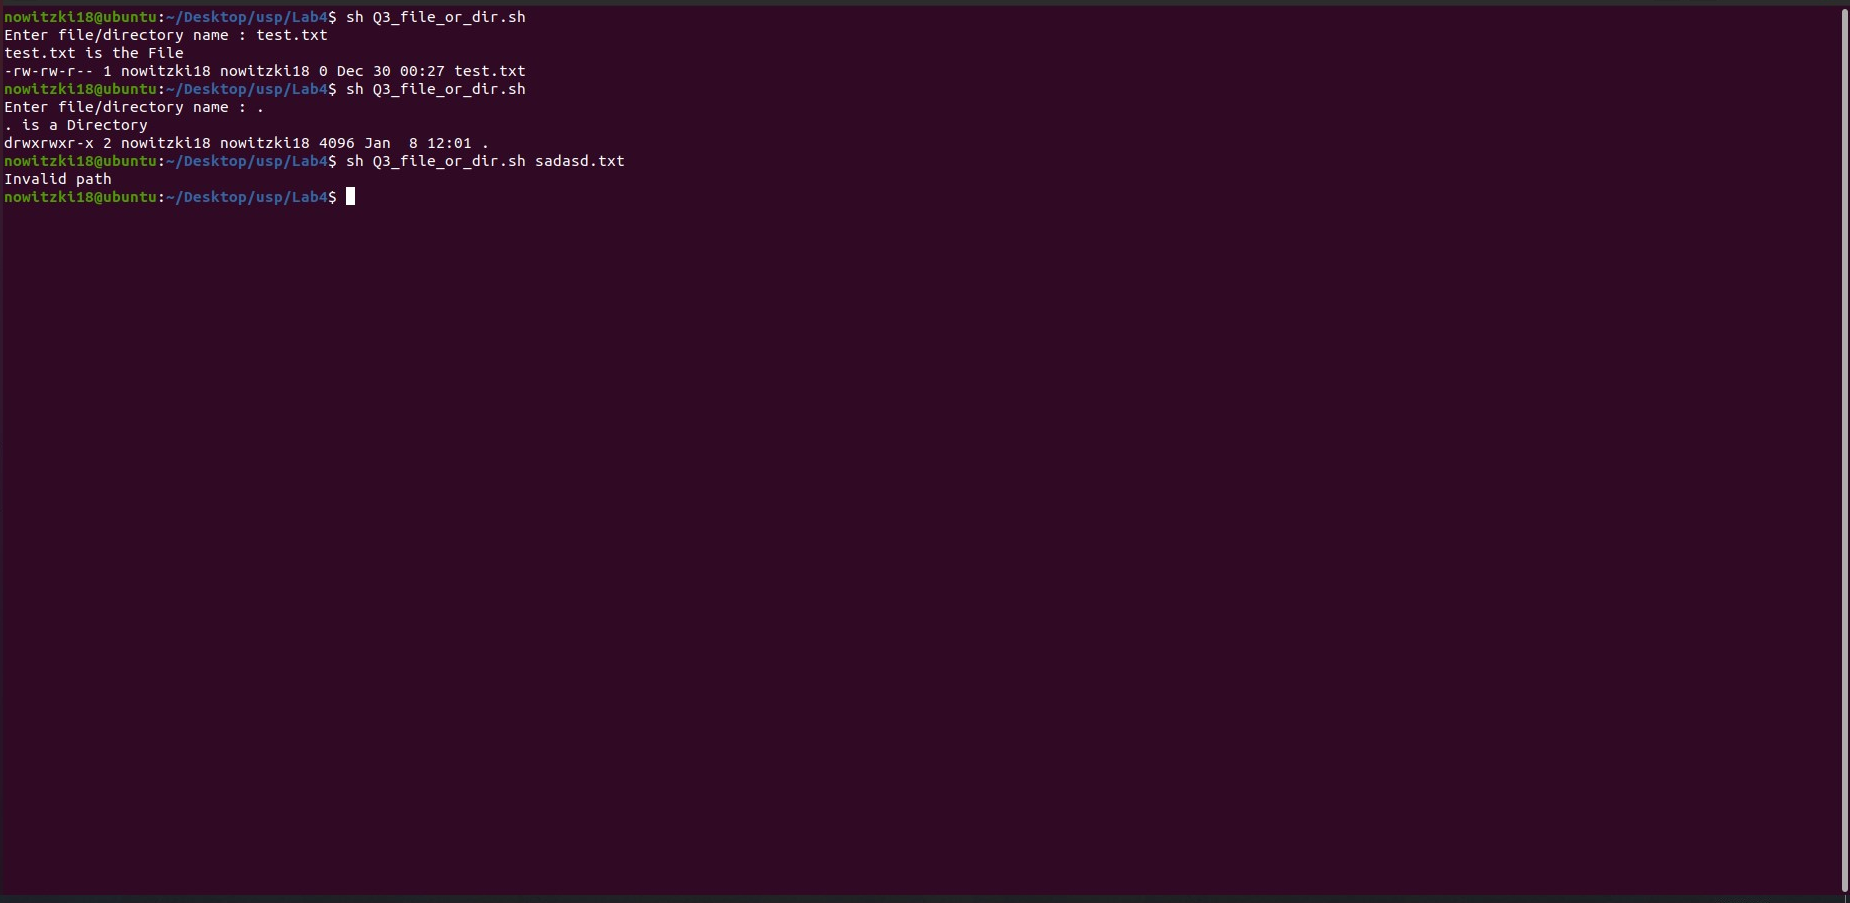 nowitzki18@ubuntu:~/Desktop/usp/Lab4$ sh Q3_file_or_dir.sh
Enter file/directory name : test.txt
test.txt is the File
-rw-rw-r-- 1 nowitzki18 nowitzki18 0 Dec 30 00:27 test.txt
nowitzki18@ubuntu:~/Desktop/usp/Lab4$ sh Q3_file_or_dir.sh
Enter file/directory name : .
. is a Directory
drwxrwxr-x 2 nowitzki18 nowitzki18 4096 Jan  8 12:01 .
nowitzki18@ubuntu:~/Desktop/usp/Lab4$ sh Q3_file_or_dir.sh sadasd.txt
Invalid path
nowitzki18@ubuntu:~/Desktop/usp/Lab4$